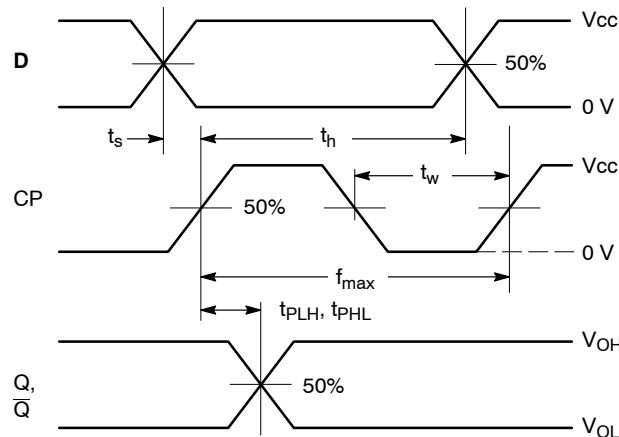 Vcc
D
50%
0 V
ts
th
Vcc
tw
CP
50%
0 V
fmax
tPLH, tPHL
VOH
Q,
Q̅
50%
VOL